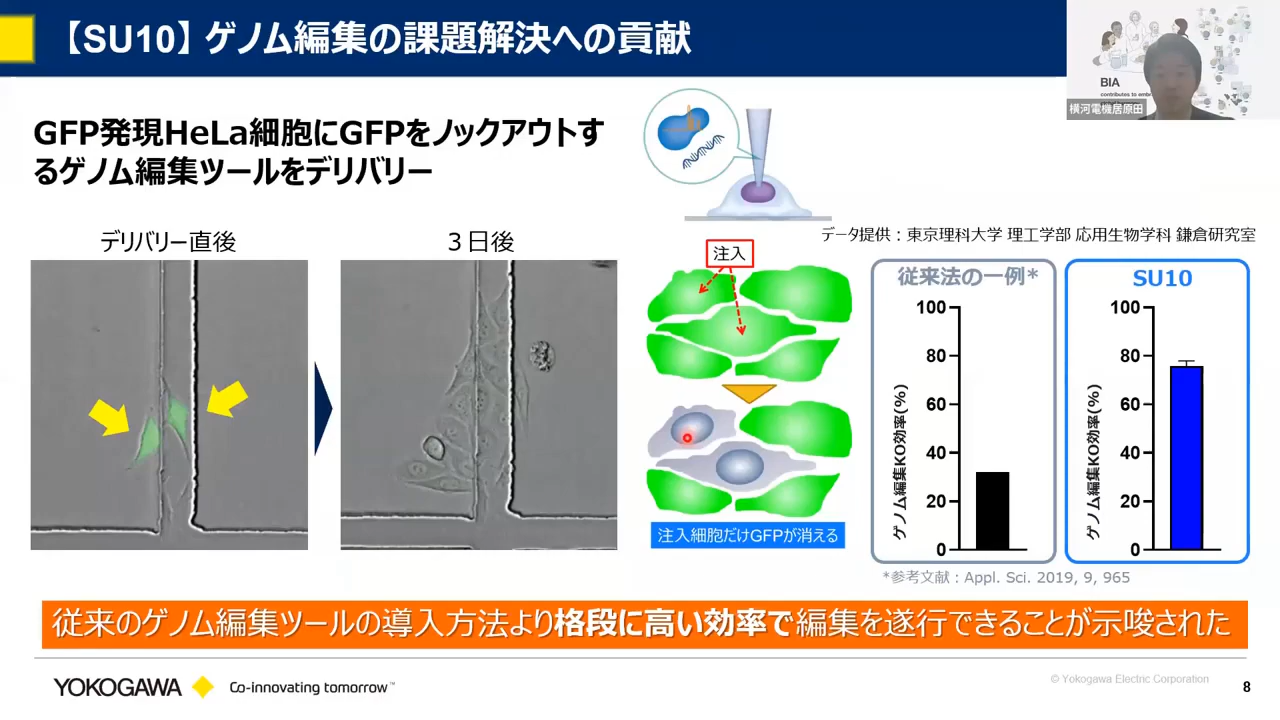 【SU10】ゲノム編集の課題解決への貢献
BIA
横河電機居原田
GFP発現HeLa細胞にGFPをノックアウトす
るゲノム編集ツールをデリバリー
デリバリー直後
３日後
データ提供：東京理科大学 理工学部 応用生物学科 鎌倉研究室
注入
注入細胞だけGFPが消える
従来法の一例*
100
80
60
40
20
0
ゲノム編集KO効率(%)
SU10
100
80
60
40
20
0
ゲノム編集KO効率(%)
*参考文献：Appl. Sci. 2019, 9, 965
従来のゲノム編集ツールの導入方法より格段に高い効率で編集を遂行できることが示唆された
YOKOGAWA Co-innovating tomorrow™
© Yokogawa Electric Corporation
8